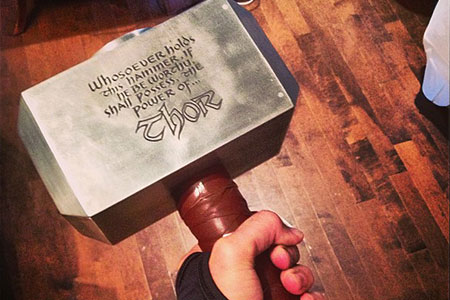 Whosoever holds
this hammer, if
he be worthy,
shall possess the
power of...
Thor